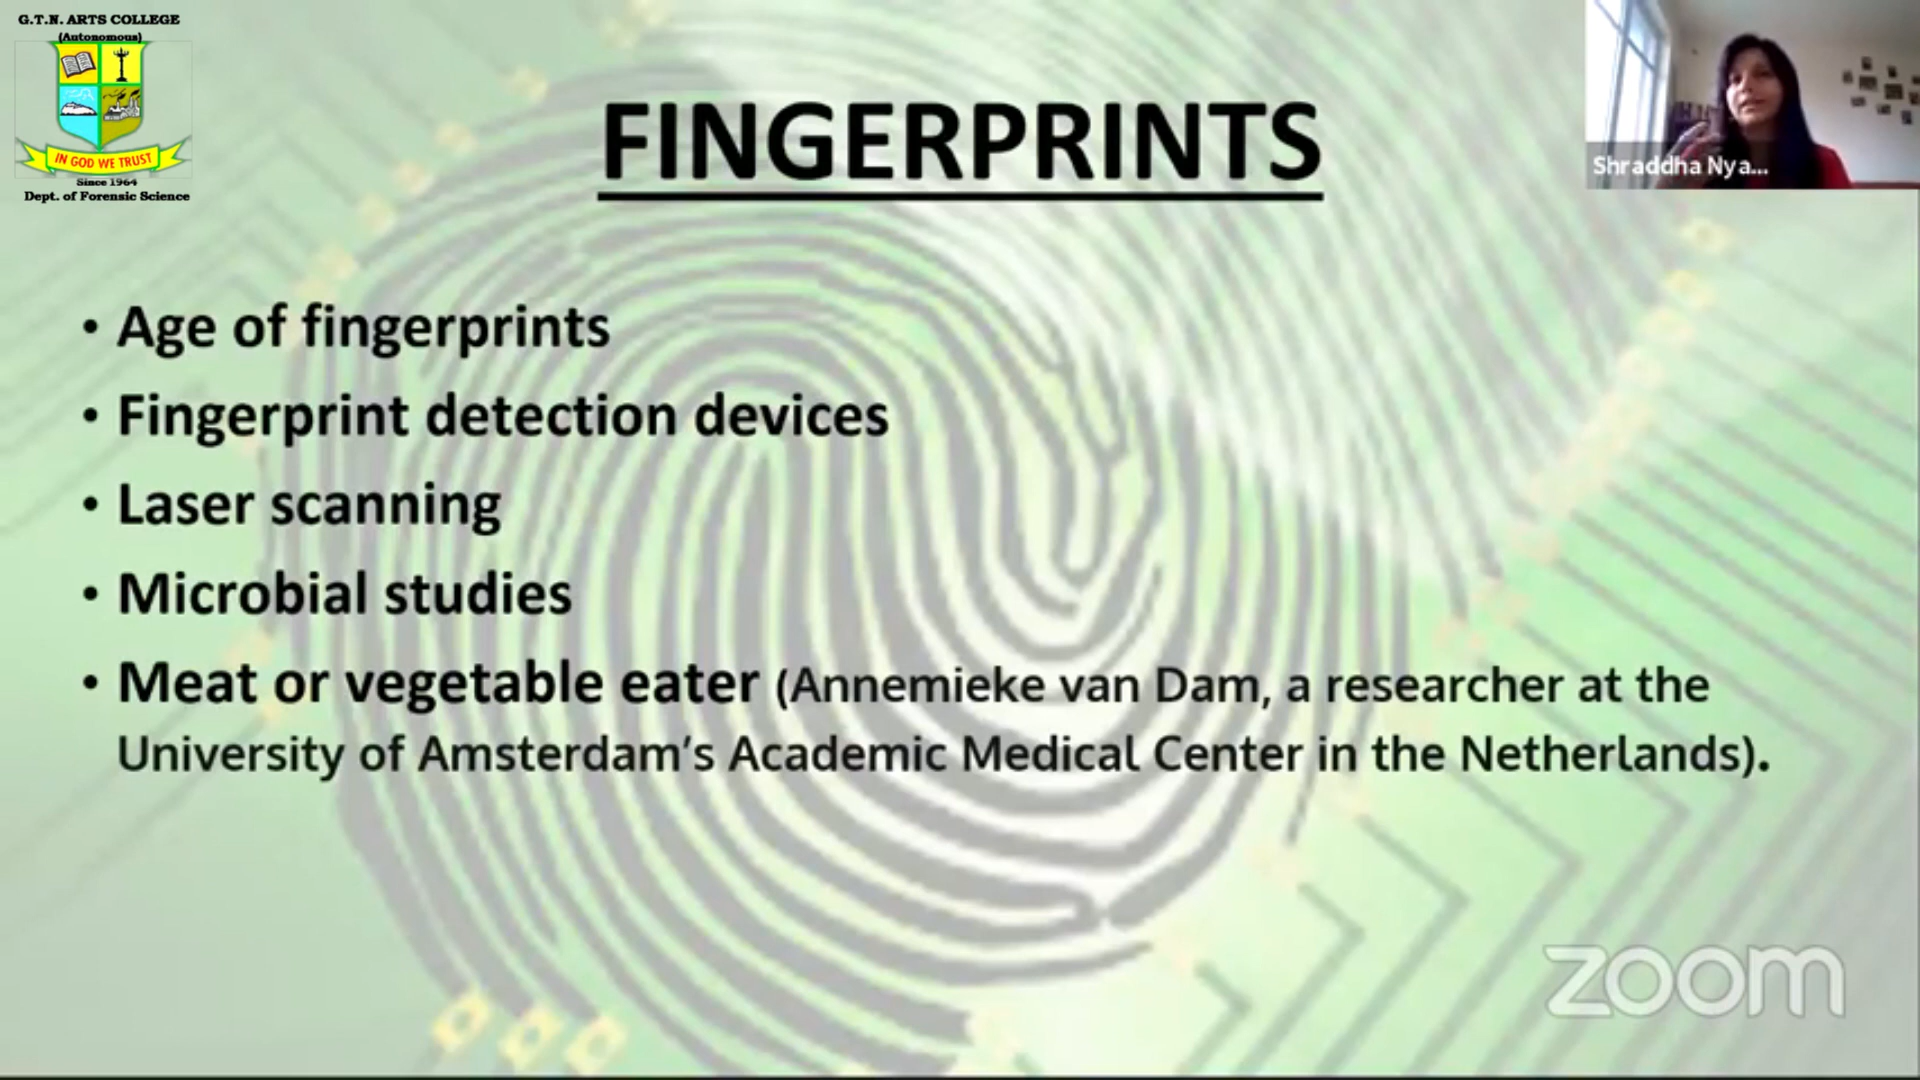 G.T.N. ARTS COLLEGE
(Autonomous)
IN GOD WE TRUST
Since 1964
Dept. of Forensic Science
FINGERPRINTS
Shraddha Nya...
• Age of fingerprints
• Fingerprint detection devices
• Laser scanning
• Microbial studies
• Meat or vegetable eater (Annemieke van Dam, a researcher at the
University of Amsterdam’s Academic Medical Center in the Netherlands).
zoom